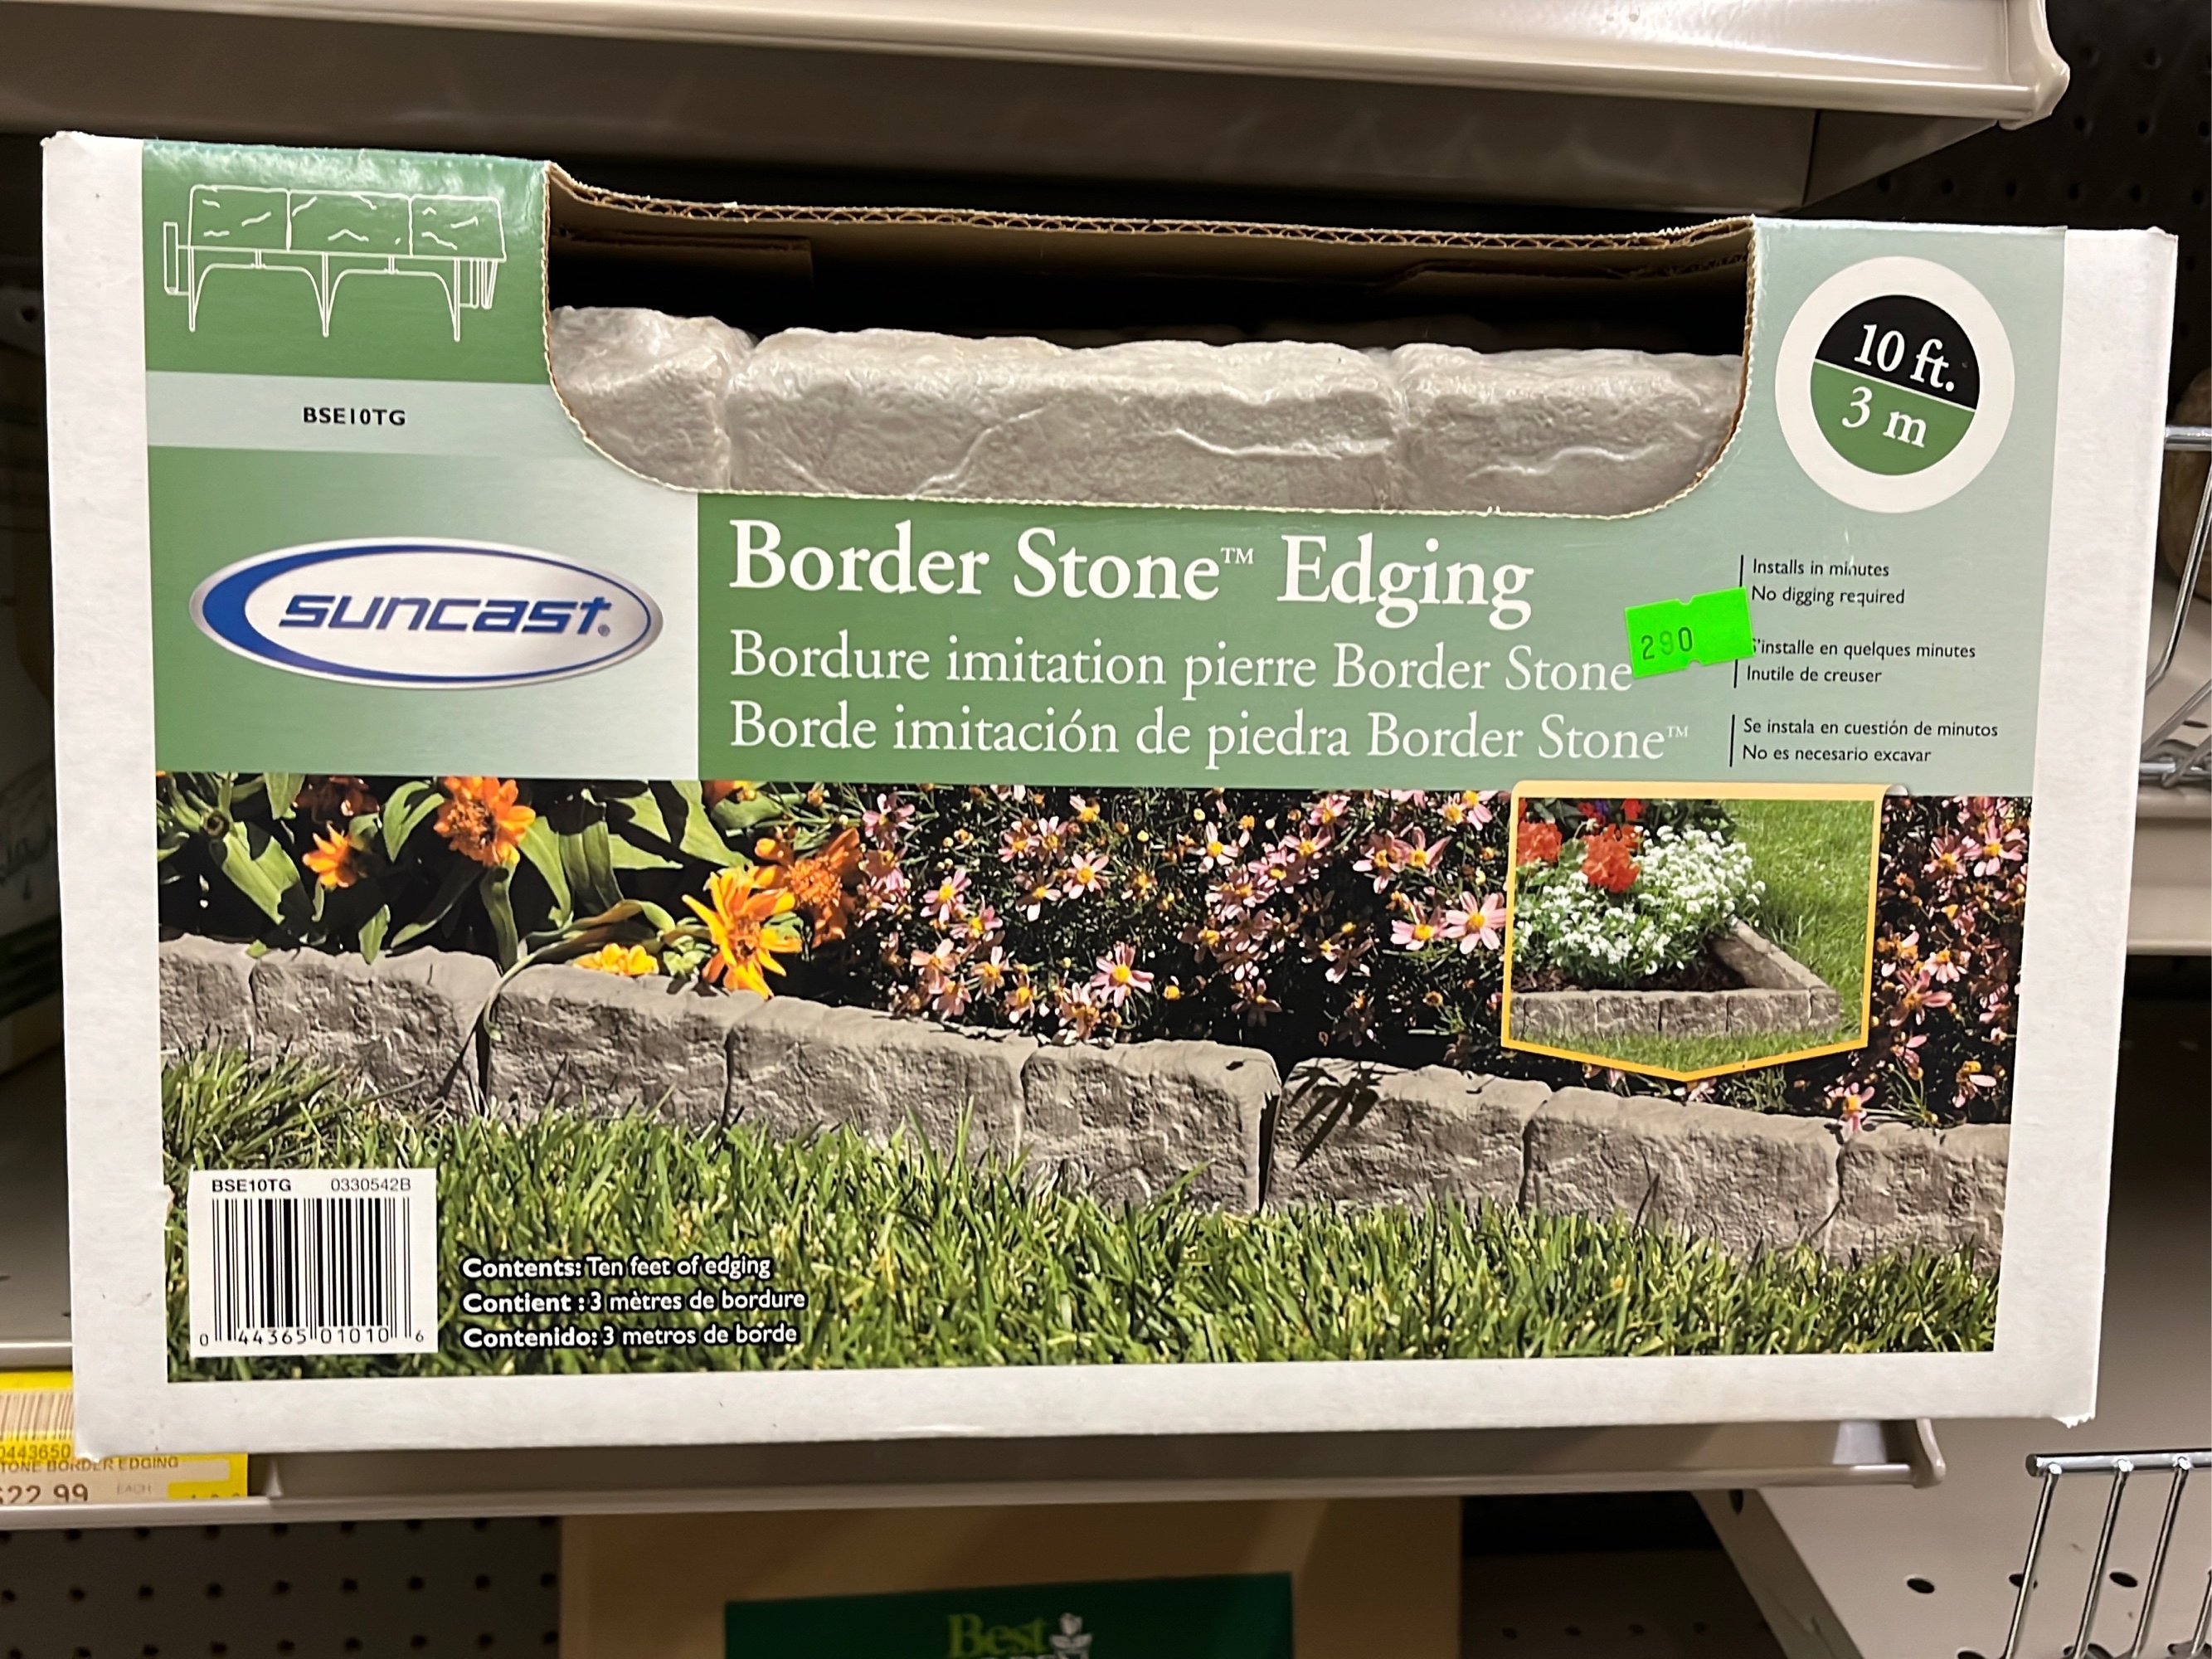 BSE10TG
10 ft.
3 m
suncast®
Border Stone™ Edging
Bordure imitation pierre Border Stone
Borde imitación de piedra Border Stone™
Installs in minutes
No digging required
290
S'installe en quelques minutes
Inutile de creuser
Se instala en cuestión de minutos
No es necesario excavar
BSE10TG 0330542B
0 44365 01010 6
Contents: Ten feet of edging
Contient : 3 mètres de bordure
Contenido: 3 metros de borde
0443650
TONE BORDER EDGING
$22.99 EACH
Best